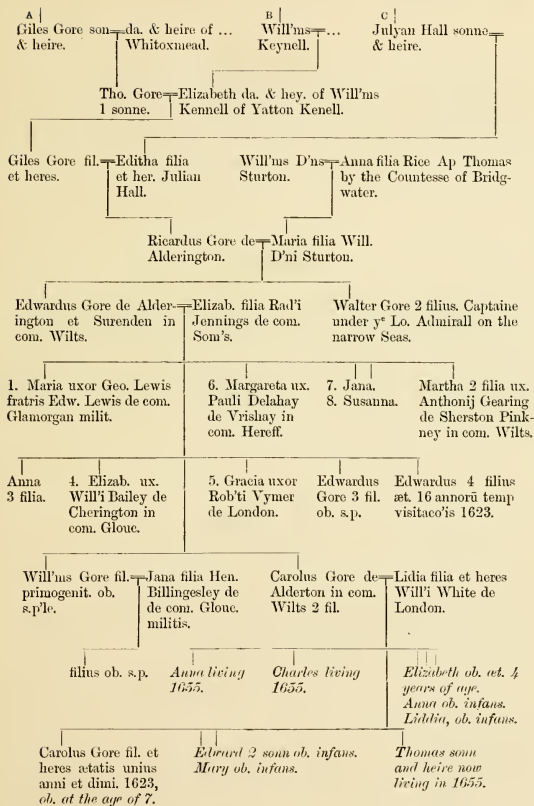 A
B
C
Giles Gore son
& heire.
da. & heire of ...
Whitoxmead.
Will'ms
Keynell.
...
Julyan Hall sonne
& heire.
Tho. Gore
1 sonne.
Elizabeth da. & hey. of Will'ms
Kennell of Yatton Kenell.
Giles Gore fil.
et heres.
Editha filia
et her. Julian
Hall.
Will'ms D'ns
Sturton.
Anna filia Rice Ap Thomas
by the Countesse of Bridg-
water.
Ricardus Gore de
Alderington.
Maria filia Will.
D'ni Sturton.
Edwardus Gore de Alder-
ington et Surenden in
com. Wilts.
Elizab. filia Rad'i
Jennings de com.
Som's.
Walter Gore 2 filius. Captaine
under yᵉ Lo. Admirall on the
narrow Seas.
1. Maria uxor Geo. Lewis
fratris Edw. Lewis de com.
Glamorgan milit.
6. Margareta ux.
Pauli Delahay
de Vrishay in
com. Hereff.
7. Jana.
8. Susanna.
Martha 2 filia ux.
Anthonij Gearing
de Sherston Pink-
ney in com. Wilts.
Anna
3 filia.
4. Elizab. ux.
Will'i Bailey de
Cherington in
com. Glouc.
5. Gracia uxor
Rob'ti Vymer
de London.
Edwardus
Gore 3 fil.
ob. s.p.
Edwardus 4 filius
æt. 16 annorū temp
visitaco'is 1623.
Will'ms Gore fil.
primogenit. ob.
s.p'le.
Jana filia Hen.
Billingesley de
de com. Glouc.
militis.
Carolus Gore de
Alderton in com.
Wilts 2 fil.
Lidia filia et heres
Will'i White de
London.
filius ob. s.p.
Anna living
1655.
Charles living
1655.
Elizabeth ob. æt. 4
years of age.
Anna ob. infans.
Liddia, ob. infans.
Carolus Gore fil. et
heres ætatis unius
anni et dimi. 1623,
ob. at the age of 7.
Edward 2 sonn ob. infans.
Mary ob. infans.
Thomas sonn
and heire now
living in 1655.